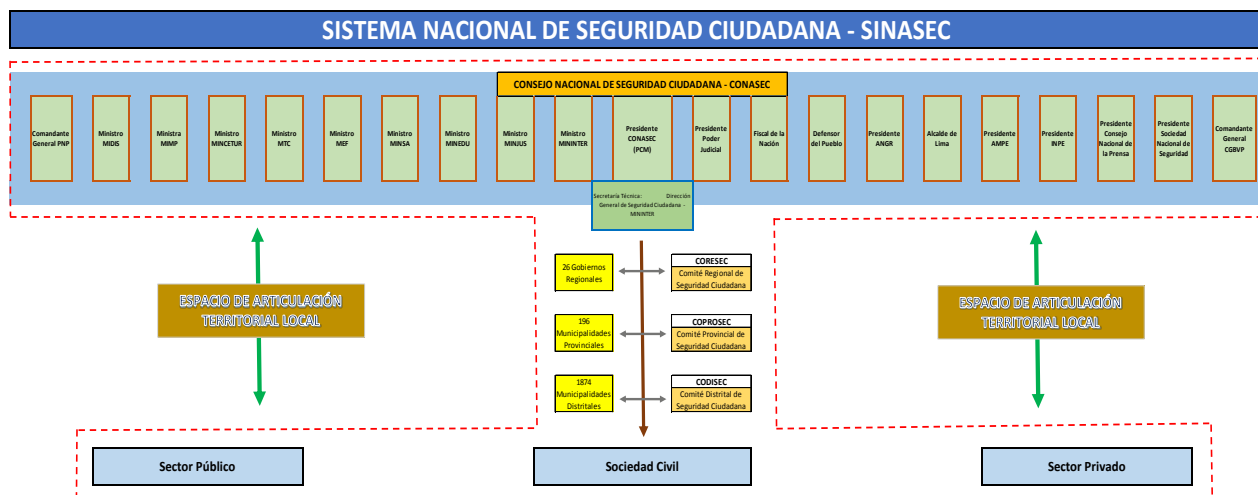 SISTEMA NACIONAL DE SEGURIDAD CIUDADANA - SINASEC
CONSEJO NACIONAL DE SEGURIDAD CIUDADANA - CONASEC
Comandante
General PNP
Ministro
MIDIS
Ministra
MIMP
Ministro
MINCETUR
Ministro
MTC
Ministro
MEF
Ministro
MINSA
Ministro
MINEDU
Ministro
MINJUS
Ministro
MININTER
Presidente
CONASEC
(PCM)
Presidente
Poder
Judicial
Fiscal de la
Nación
Defensor
del Pueblo
Presidente
ANGR
Alcalde de
Lima
Presidente
AMPE
Presidente
INPE
Presidente
Consejo
Nacional de
la Prensa
Presidente
Sociedad
Nacional de
Seguridad
Comandante
General
CGBVP
Secretaría Técnica: Dirección
General de Seguridad Ciudadana -
MININTER
26 Gobiernos
Regionales
CORESEC
Comité Regional de
Seguridad Ciudadana
ESPACIO DE ARTICULACIÓN
TERRITORIAL LOCAL
196
Municipalidades
Provinciales
COPROSEC
Comité Provincial de
Seguridad Ciudadana
ESPACIO DE ARTICULACIÓN
TERRITORIAL LOCAL
1874
Municipalidades
Distritales
CODISEC
Comité Distrital de
Seguridad Ciudadana
Sector Público
Sociedad Civil
Sector Privado